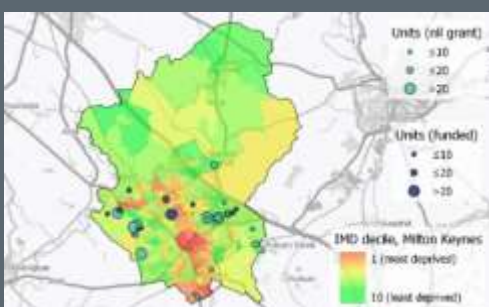 Units (nil grant)
≤10
≤20
>20
Units (funded)
≤10
≤20
>20
IMD decile, Milton Keynes
1 (most deprived)
10 (least deprived)